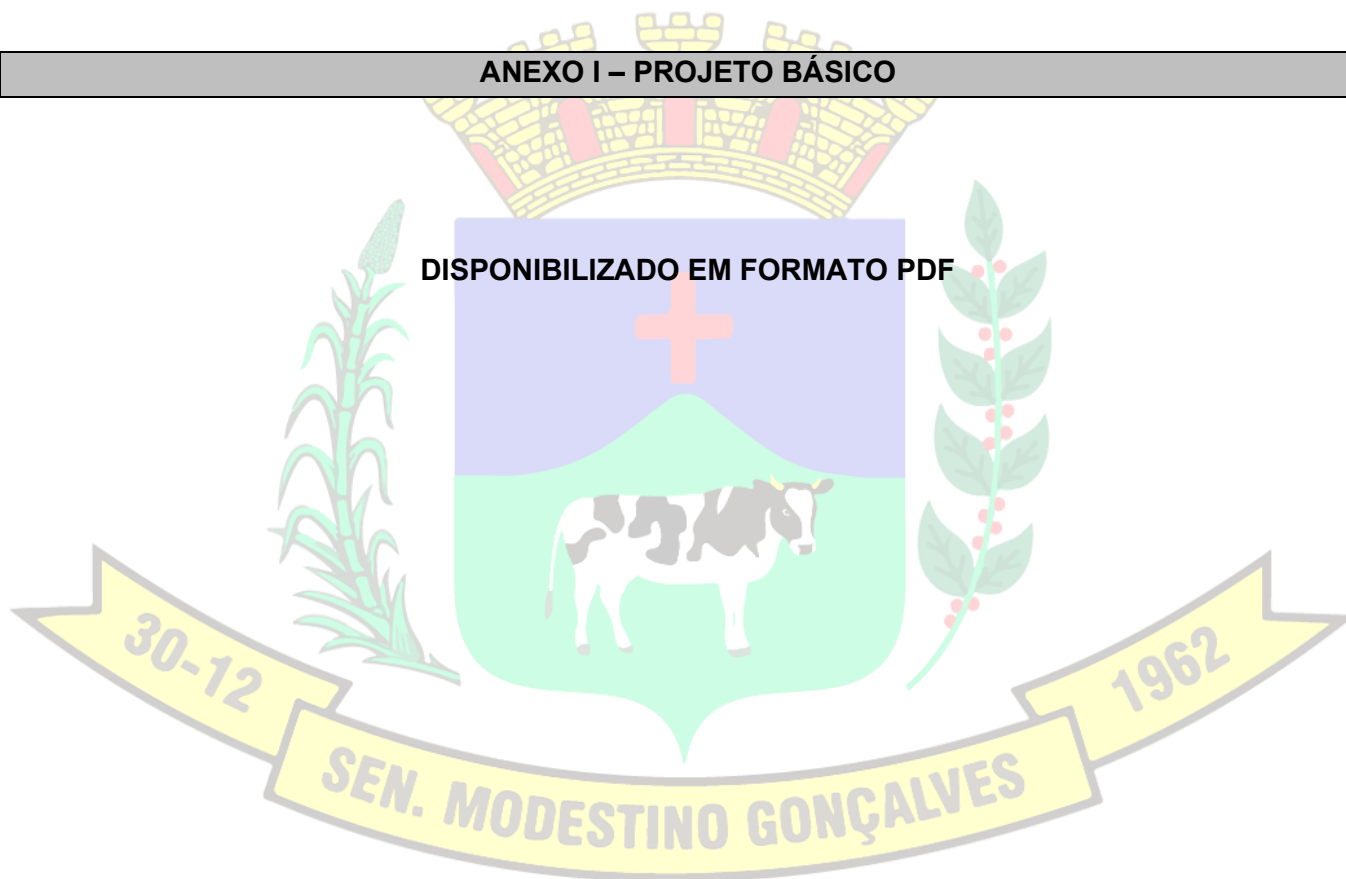 ANEXO I – PROJETO BÁSICO
DISPONIBILIZADO EM FORMATO PDF
30-12
SEN. MODESTINO GONÇALVES
1962